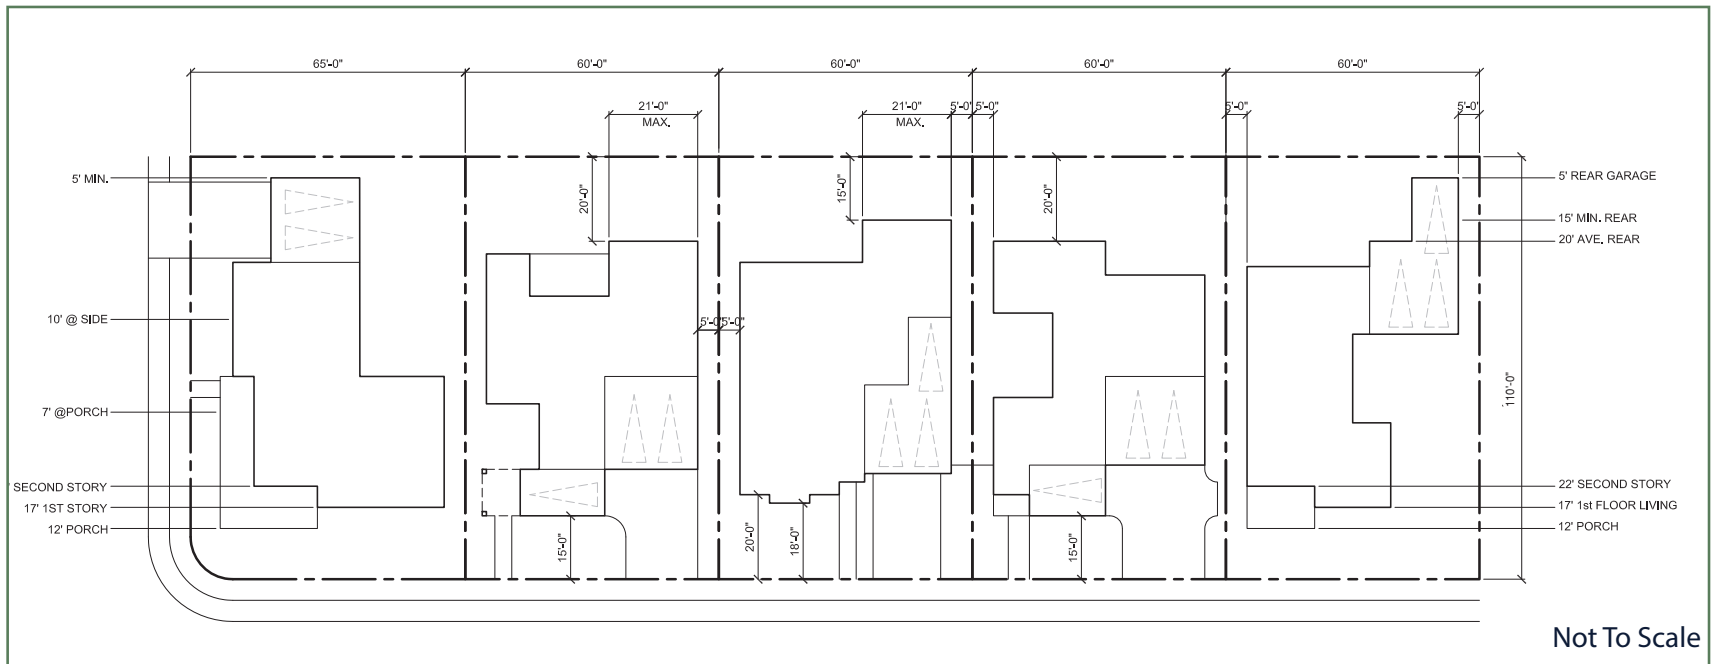 65'-0" 60'-0" 60'-0" 60'-0" 60'-0"
21'-0" 21'-0" 5'-0' 5'-0" 5'-0" 5'-0'
MAX. MAX.
5' MIN.
20'-0"
15'-0"
20'-0"
5' REAR GARAGE
15' MIN. REAR
20' AVE. REAR
10' @ SIDE
5'-0' 5'-0"
7' @PORCH
110'-0"
' SECOND STORY
17' 1ST STORY
12' PORCH
15'-0"
20'-0"
18'-0"
15'-0"
22' SECOND STORY
17' 1st FLOOR LIVING
12' PORCH
Not To Scale